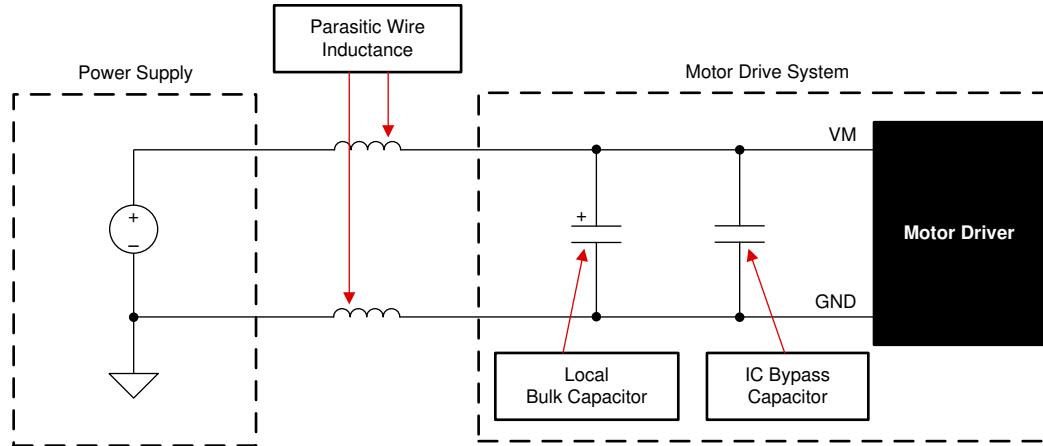 Parasitic Wire
Inductance
Power Supply
Motor Drive System
VM
+
–
+
Motor Driver
GND
Local
Bulk Capacitor
IC Bypass
Capacitor